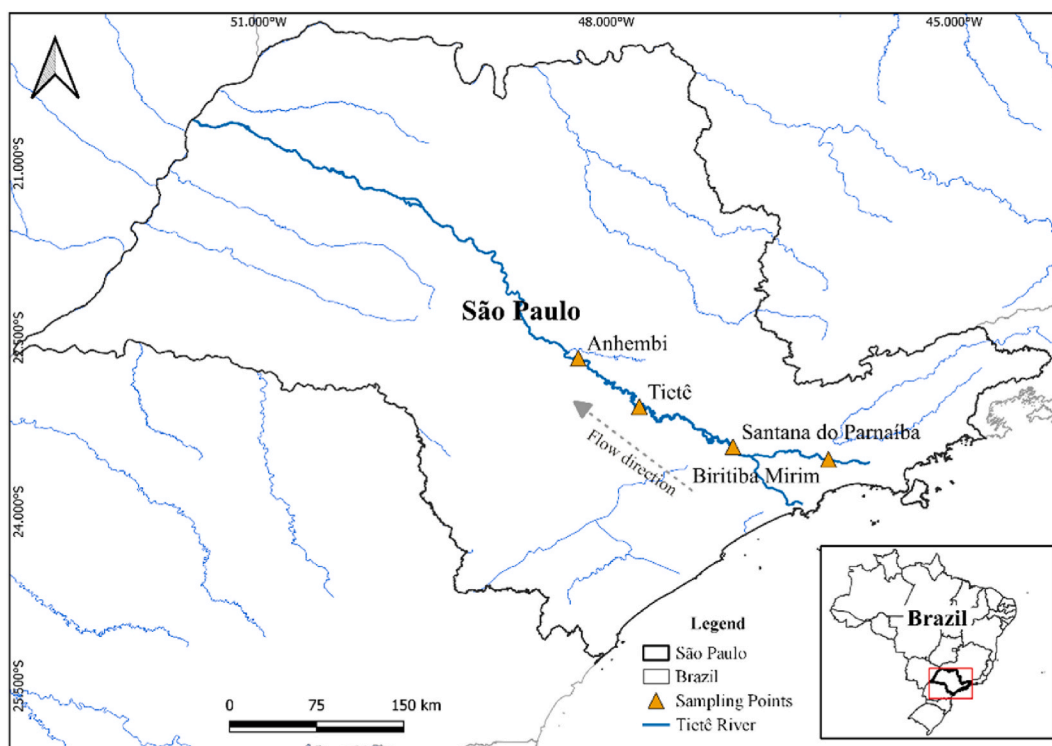 51.000°W
48.000°W
45.000°W
21.000°S
22.500°S
24.000°S
25.500°S
São Paulo
Anhembi
Tietê
Santana do Parnaíba
Biritiba Mirim
Flow direction
Legend
São Paulo
Brazil
Sampling Points
Tietê River
0
75
150 km
Brazil